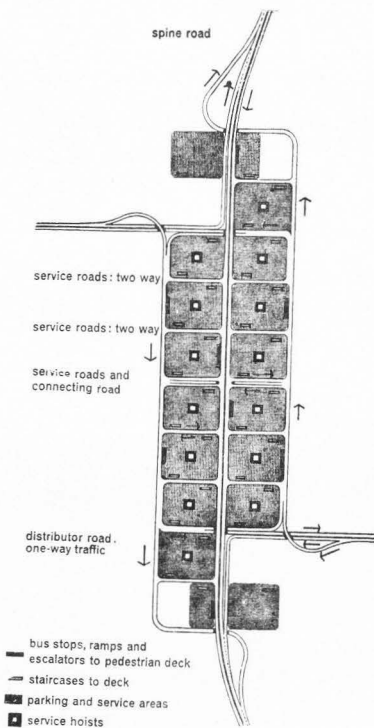 spine road
service roads: two way
service roads: two way
service roads and
connecting road
distributor road.
one-way traffic
bus stops, ramps and
escalators to pedestrian deck
staircases to deck
parking and service areas
service hoists